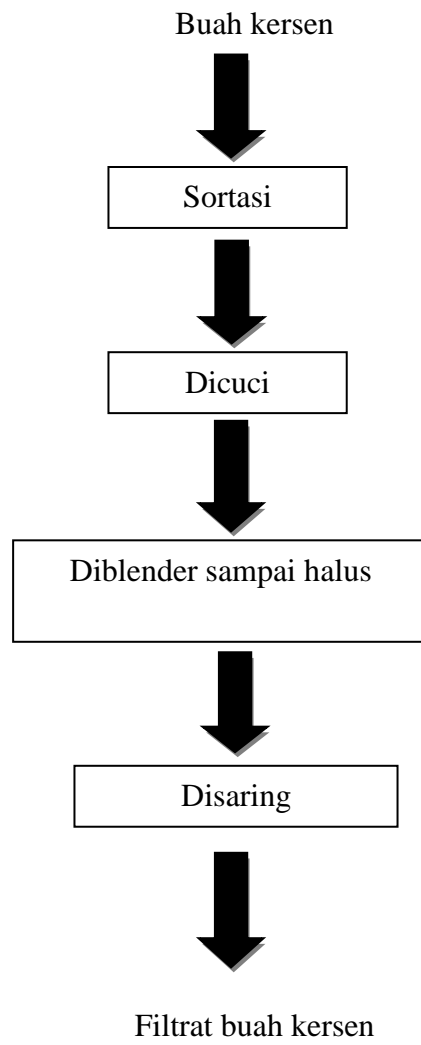 Buah kersen
Sortasi
Dicuci
Diblender sampai halus
Disaring
Filtrat buah kersen